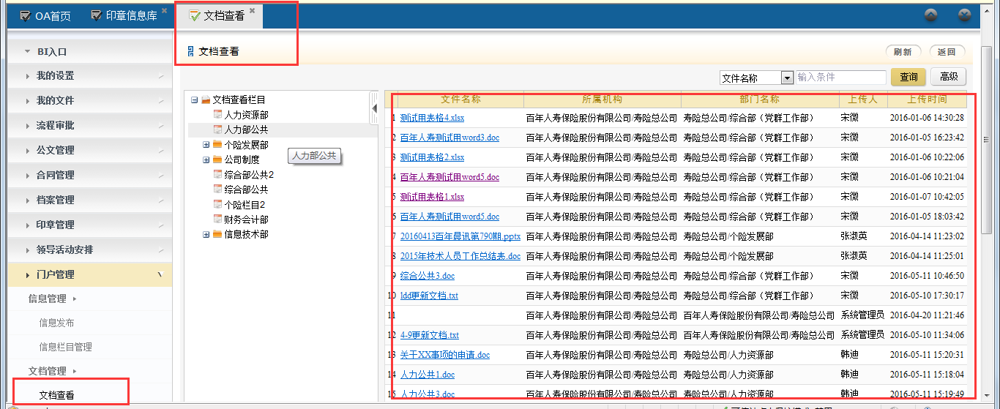 OA首页 印章信息库 文档查看
文档查看
刷新 返回
文件名称 输入条件 查询 高级
BI入口
我的设置
我的文件
流程审批
公文管理
合同管理
档案管理
印章管理
领导活动安排
门户管理
信息管理
信息发布
信息栏目管理
文档管理
文档查看
文档查看栏目
人力资源部
人力部公共
个险发展部
公司制度
综合部公共2
综合部公共
个险栏目2
财务会计部
信息技术部
人力部公共
文件名称 所属机构 部门名称 上传人 上传时间
1 测试用表格4.xlsx 百年人寿保险股份有限公司/寿险总公司 寿险总公司/综合部（党群工作部） 宋微 2016-01-06 14:30:28
2 百年人寿测试用word3.doc 百年人寿保险股份有限公司/寿险总公司 寿险总公司/综合部（党群工作部） 宋微 2016-01-05 16:23:42
3 测试用表格2.xlsx 百年人寿保险股份有限公司/寿险总公司 寿险总公司/综合部（党群工作部） 宋微 2016-01-06 10:22:06
4 百年人寿测试用word5.doc 百年人寿保险股份有限公司/寿险总公司 寿险总公司/综合部（党群工作部） 宋微 2016-01-06 10:21:04
5 测试用表格1.xlsx 百年人寿保险股份有限公司/寿险总公司 寿险总公司/综合部（党群工作部） 宋微 2016-01-07 10:42:05
6 百年人寿测试用word5.doc 百年人寿保险股份有限公司/寿险总公司 寿险总公司/综合部（党群工作部） 宋微 2016-01-05 18:03:42
7 20160413百年晨讯第790期.pptx 百年人寿保险股份有限公司/寿险总公司 寿险总公司/个险发展部 张淑英 2016-04-14 11:23:02
8 2015年技术人员工作总结表.doc 百年人寿保险股份有限公司/寿险总公司 寿险总公司/个险发展部 张淑英 2016-04-14 11:25:01
9 综合公共3.doc 百年人寿保险股份有限公司/寿险总公司 寿险总公司/综合部（党群工作部） 宋微 2016-05-11 10:46:50
10 ldd更新文档.txt 百年人寿保险股份有限公司/寿险总公司 寿险总公司/综合部（党群工作部） 宋微 2016-05-10 17:30:17
11 百年人寿保险股份有限公司/寿险总公司 百年人寿保险股份有限公司/寿险总公司 系统管理员 2016-04-20 11:21:46
12 4-9更新文档.txt 百年人寿保险股份有限公司/寿险总公司 百年人寿保险股份有限公司/寿险总公司 系统管理员 2016-05-10 11:34:06
13 关于XX事项的申请.doc 百年人寿保险股份有限公司/寿险总公司 寿险总公司/人力资源部 韩迪 2016-05-11 15:20:31
14 人力公共1.doc 百年人寿保险股份有限公司/寿险总公司 寿险总公司/人力资源部 韩迪 2016-05-11 15:18:04
15 人力公共3.doc 百年人寿保险股份有限公司/寿险总公司 寿险总公司/人力资源部 韩迪 2016-05-11 15:19:49